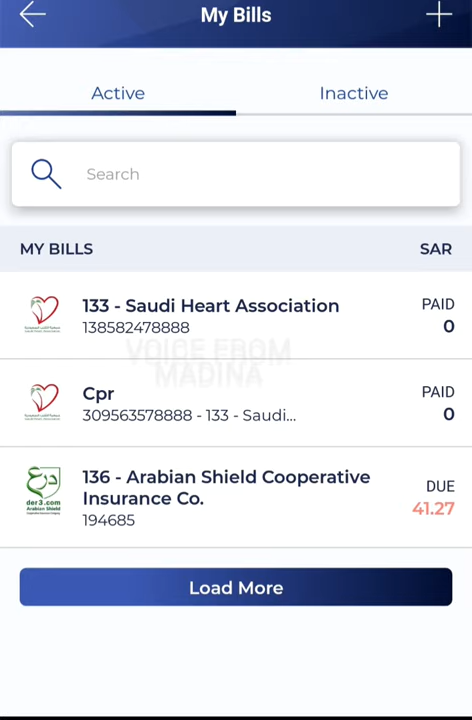 My Bills
Active
Inactive
Search
MY BILLS
SAR
133 - Saudi Heart Association
138582478888
PAID
0
VOICE FROM
MADINA
Cpr
309563578888 - 133 - Saudi...
PAID
0
136 - Arabian Shield Cooperative
Insurance Co.
194685
DUE
41.27
درع
der3.com
Arabian Shield
Load More